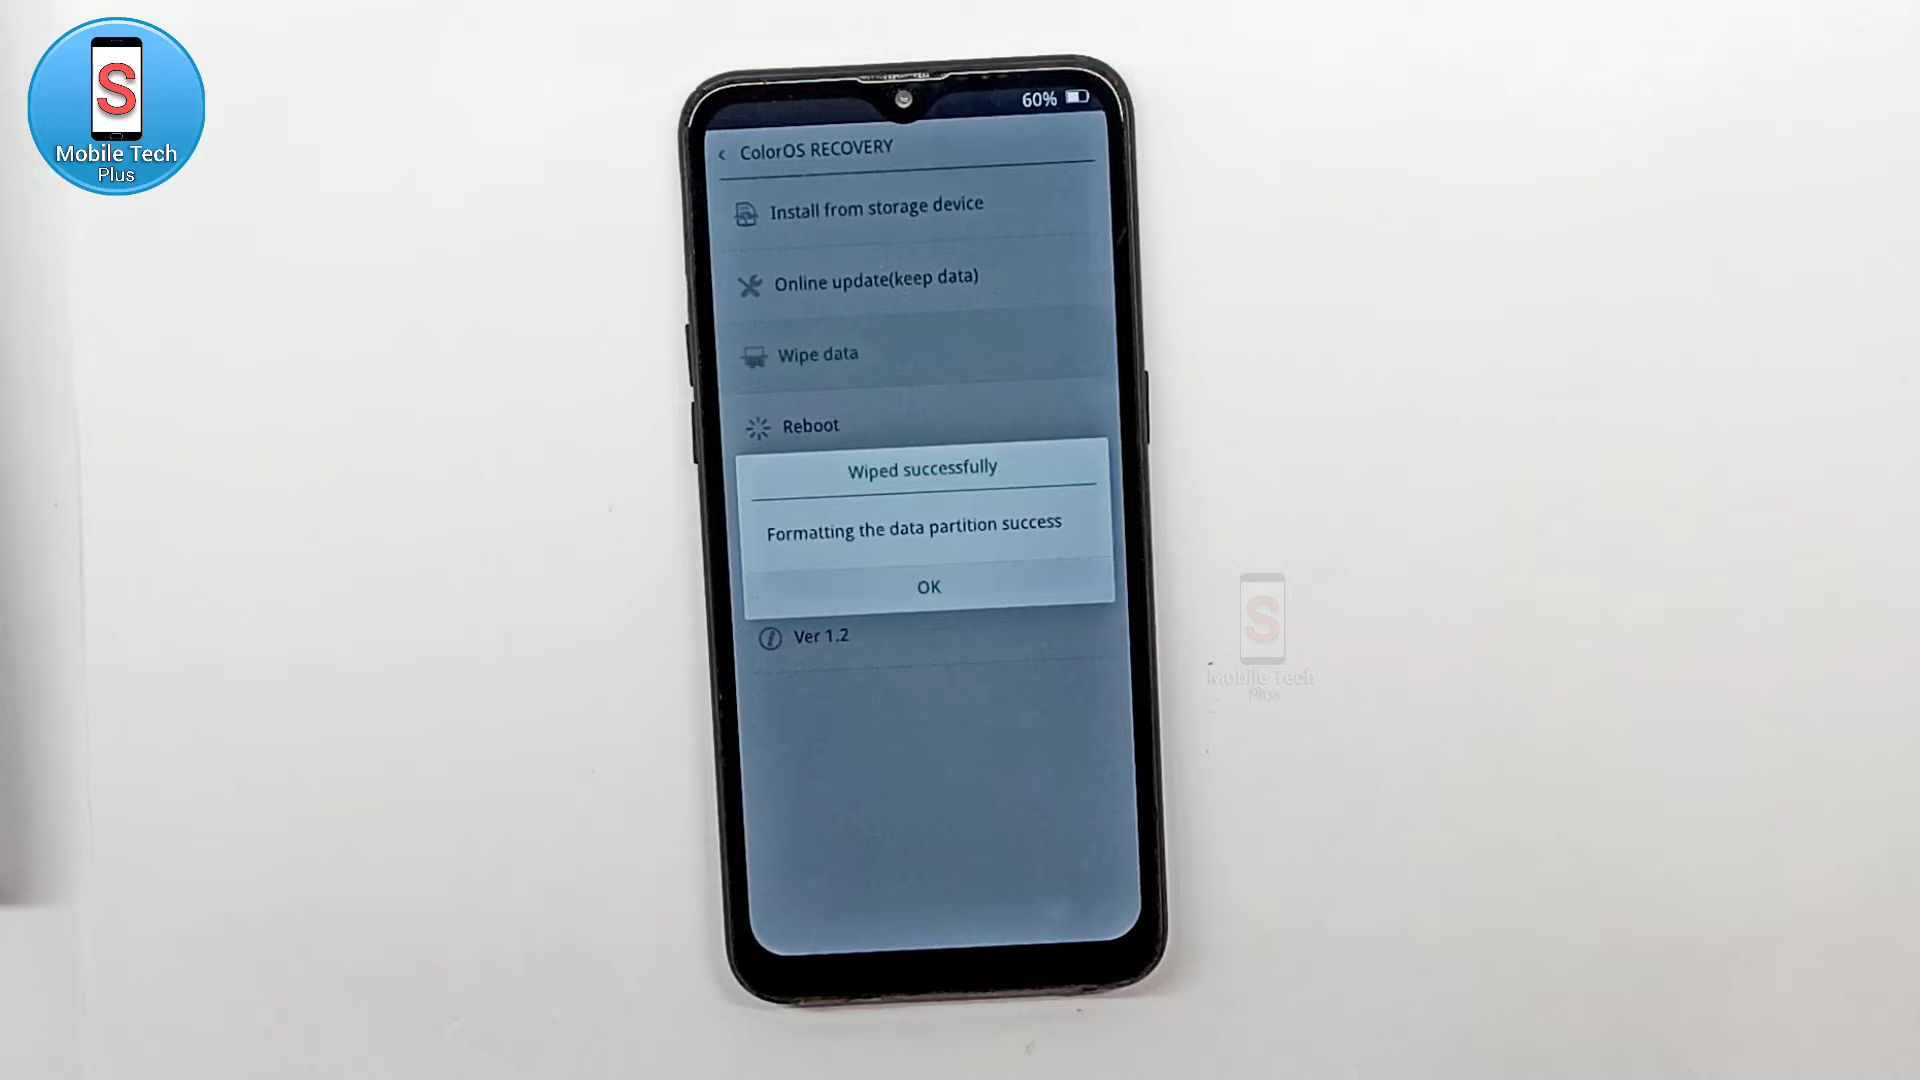 S
Mobile Tech
Plus
60%
< ColorOS RECOVERY
Install from storage device
Online update(keep data)
Wipe data
Reboot
Wiped successfully
Formatting the data partition success
OK
Ver 1.2
S
Mobile Tech
Plus